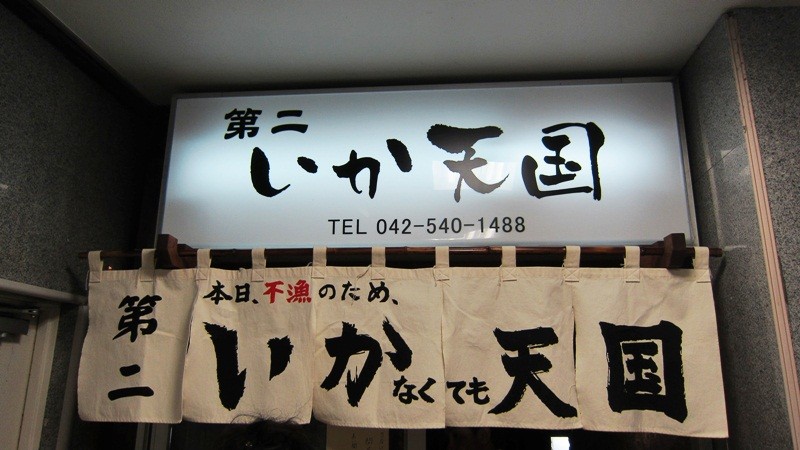 第二
いか天国
TEL 042-540-1488
本日、不漁のため、
第二
いかなくても天国